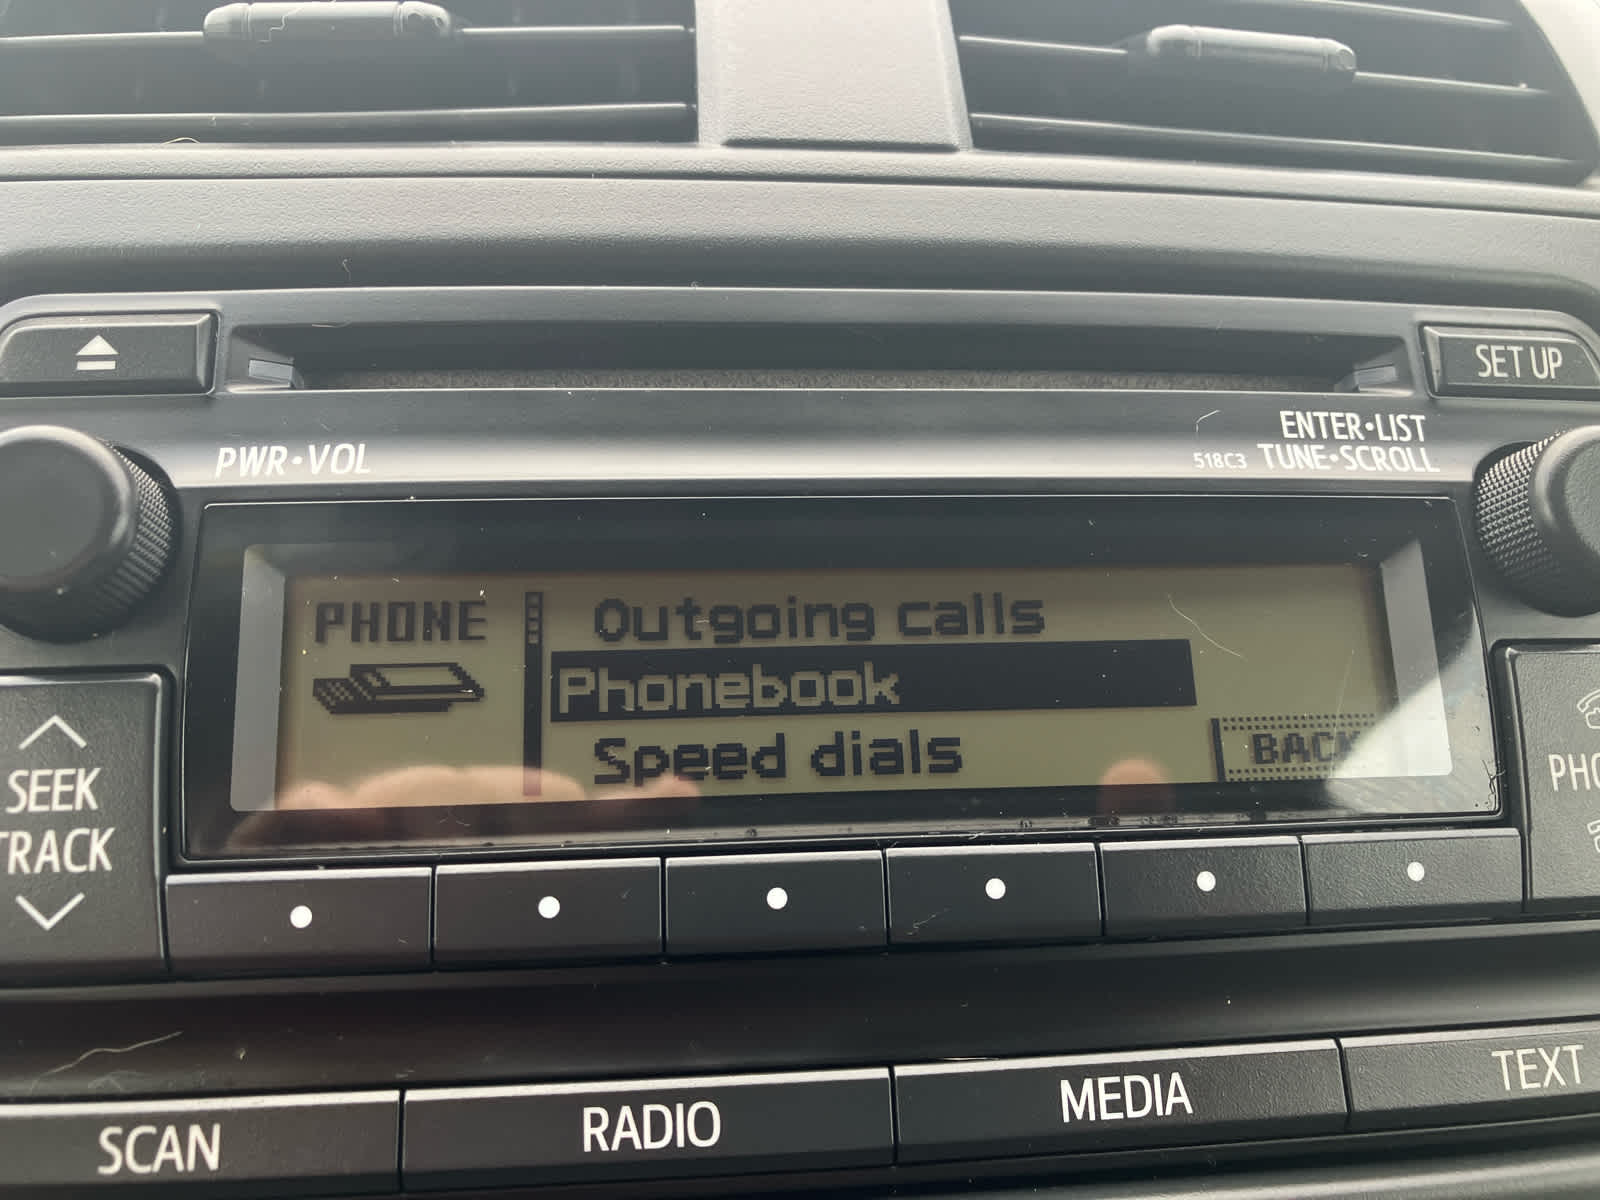 SET UP
ENTER•LIST
PWR•VOL
518C3 TUNE•SCROLL
PHONE
Outgoing calls
Phonebook
Speed dials
BACK
SEEK
TRACK
SCAN
RADIO
MEDIA
TEXT